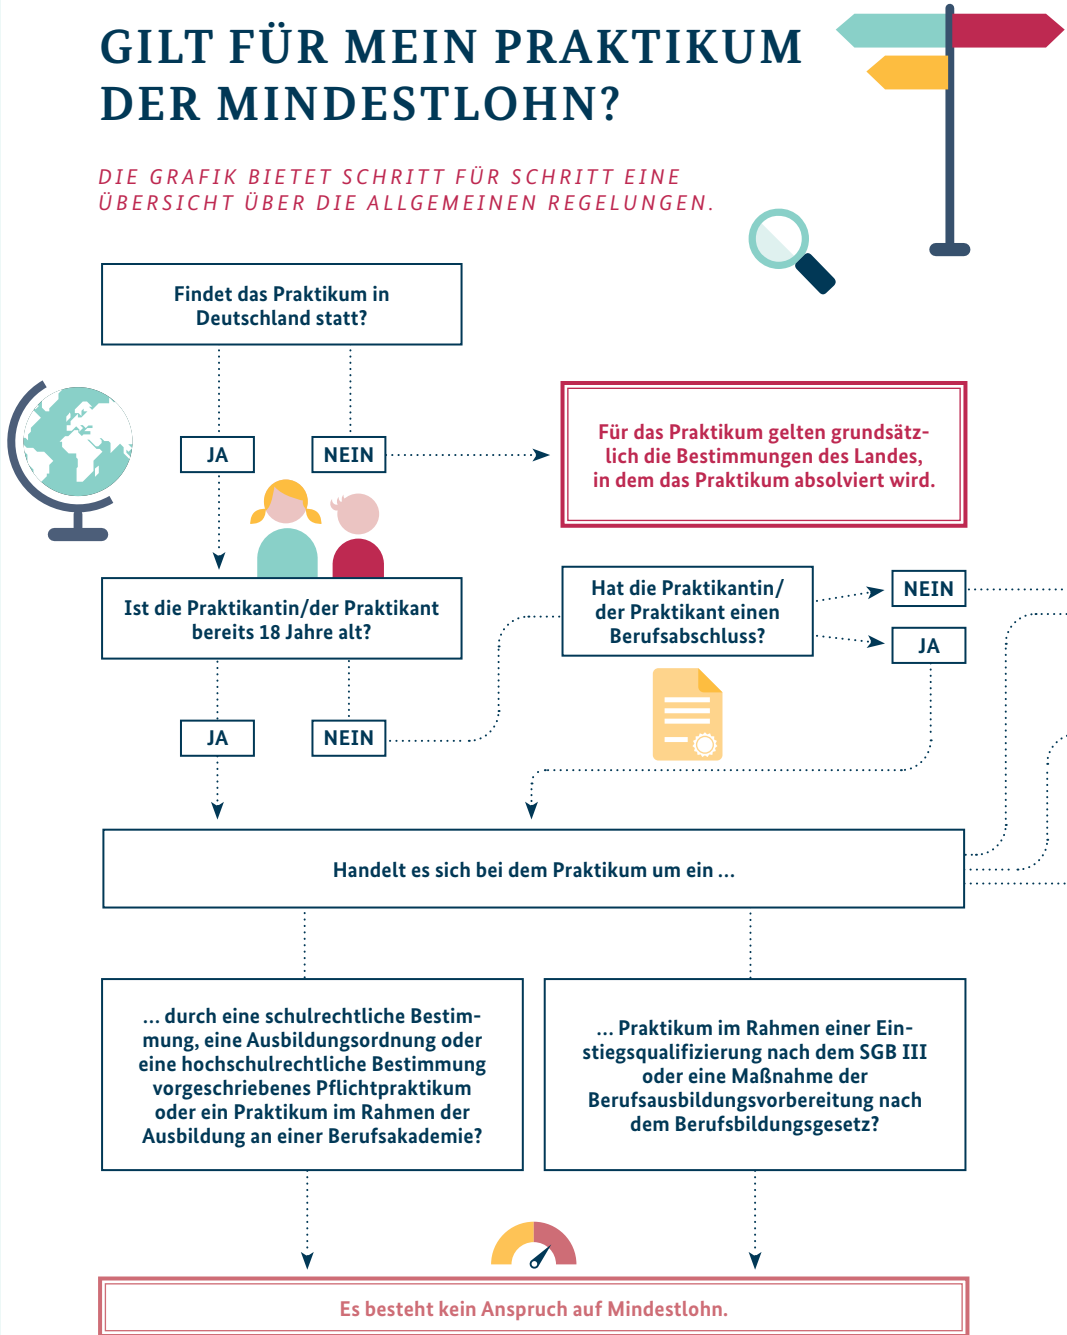 GILT FÜR MEIN PRAKTIKUM
DER MINDESTLOHN?
DIE GRAFIK BIETET SCHRITT FÜR SCHRITT EINE
ÜBERSICHT ÜBER DIE ALLGEMEINEN REGELUNGEN.
Findet das Praktikum in
Deutschland statt?
JA
NEIN
Für das Praktikum gelten grundsätz-
lich die Bestimmungen des Landes,
in dem das Praktikum absolviert wird.
Ist die Praktikantin/der Praktikant
bereits 18 Jahre alt?
JA
NEIN
Hat die Praktikantin/
der Praktikant einen
Berufsabschluss?
NEIN
JA
Handelt es sich bei dem Praktikum um ein …
… durch eine schulrechtliche Bestim-
mung, eine Ausbildungsordnung oder
eine hochschulrechtliche Bestimmung
vorgeschriebenes Pflichtpraktikum
oder ein Praktikum im Rahmen der
Ausbildung an einer Berufsakademie?
… Praktikum im Rahmen einer Ein-
stiegsqualifizierung nach dem SGB III
oder eine Maßnahme der
Berufsausbildungsvorbereitung nach
dem Berufsbildungsgesetz?
Es besteht kein Anspruch auf Mindestlohn.